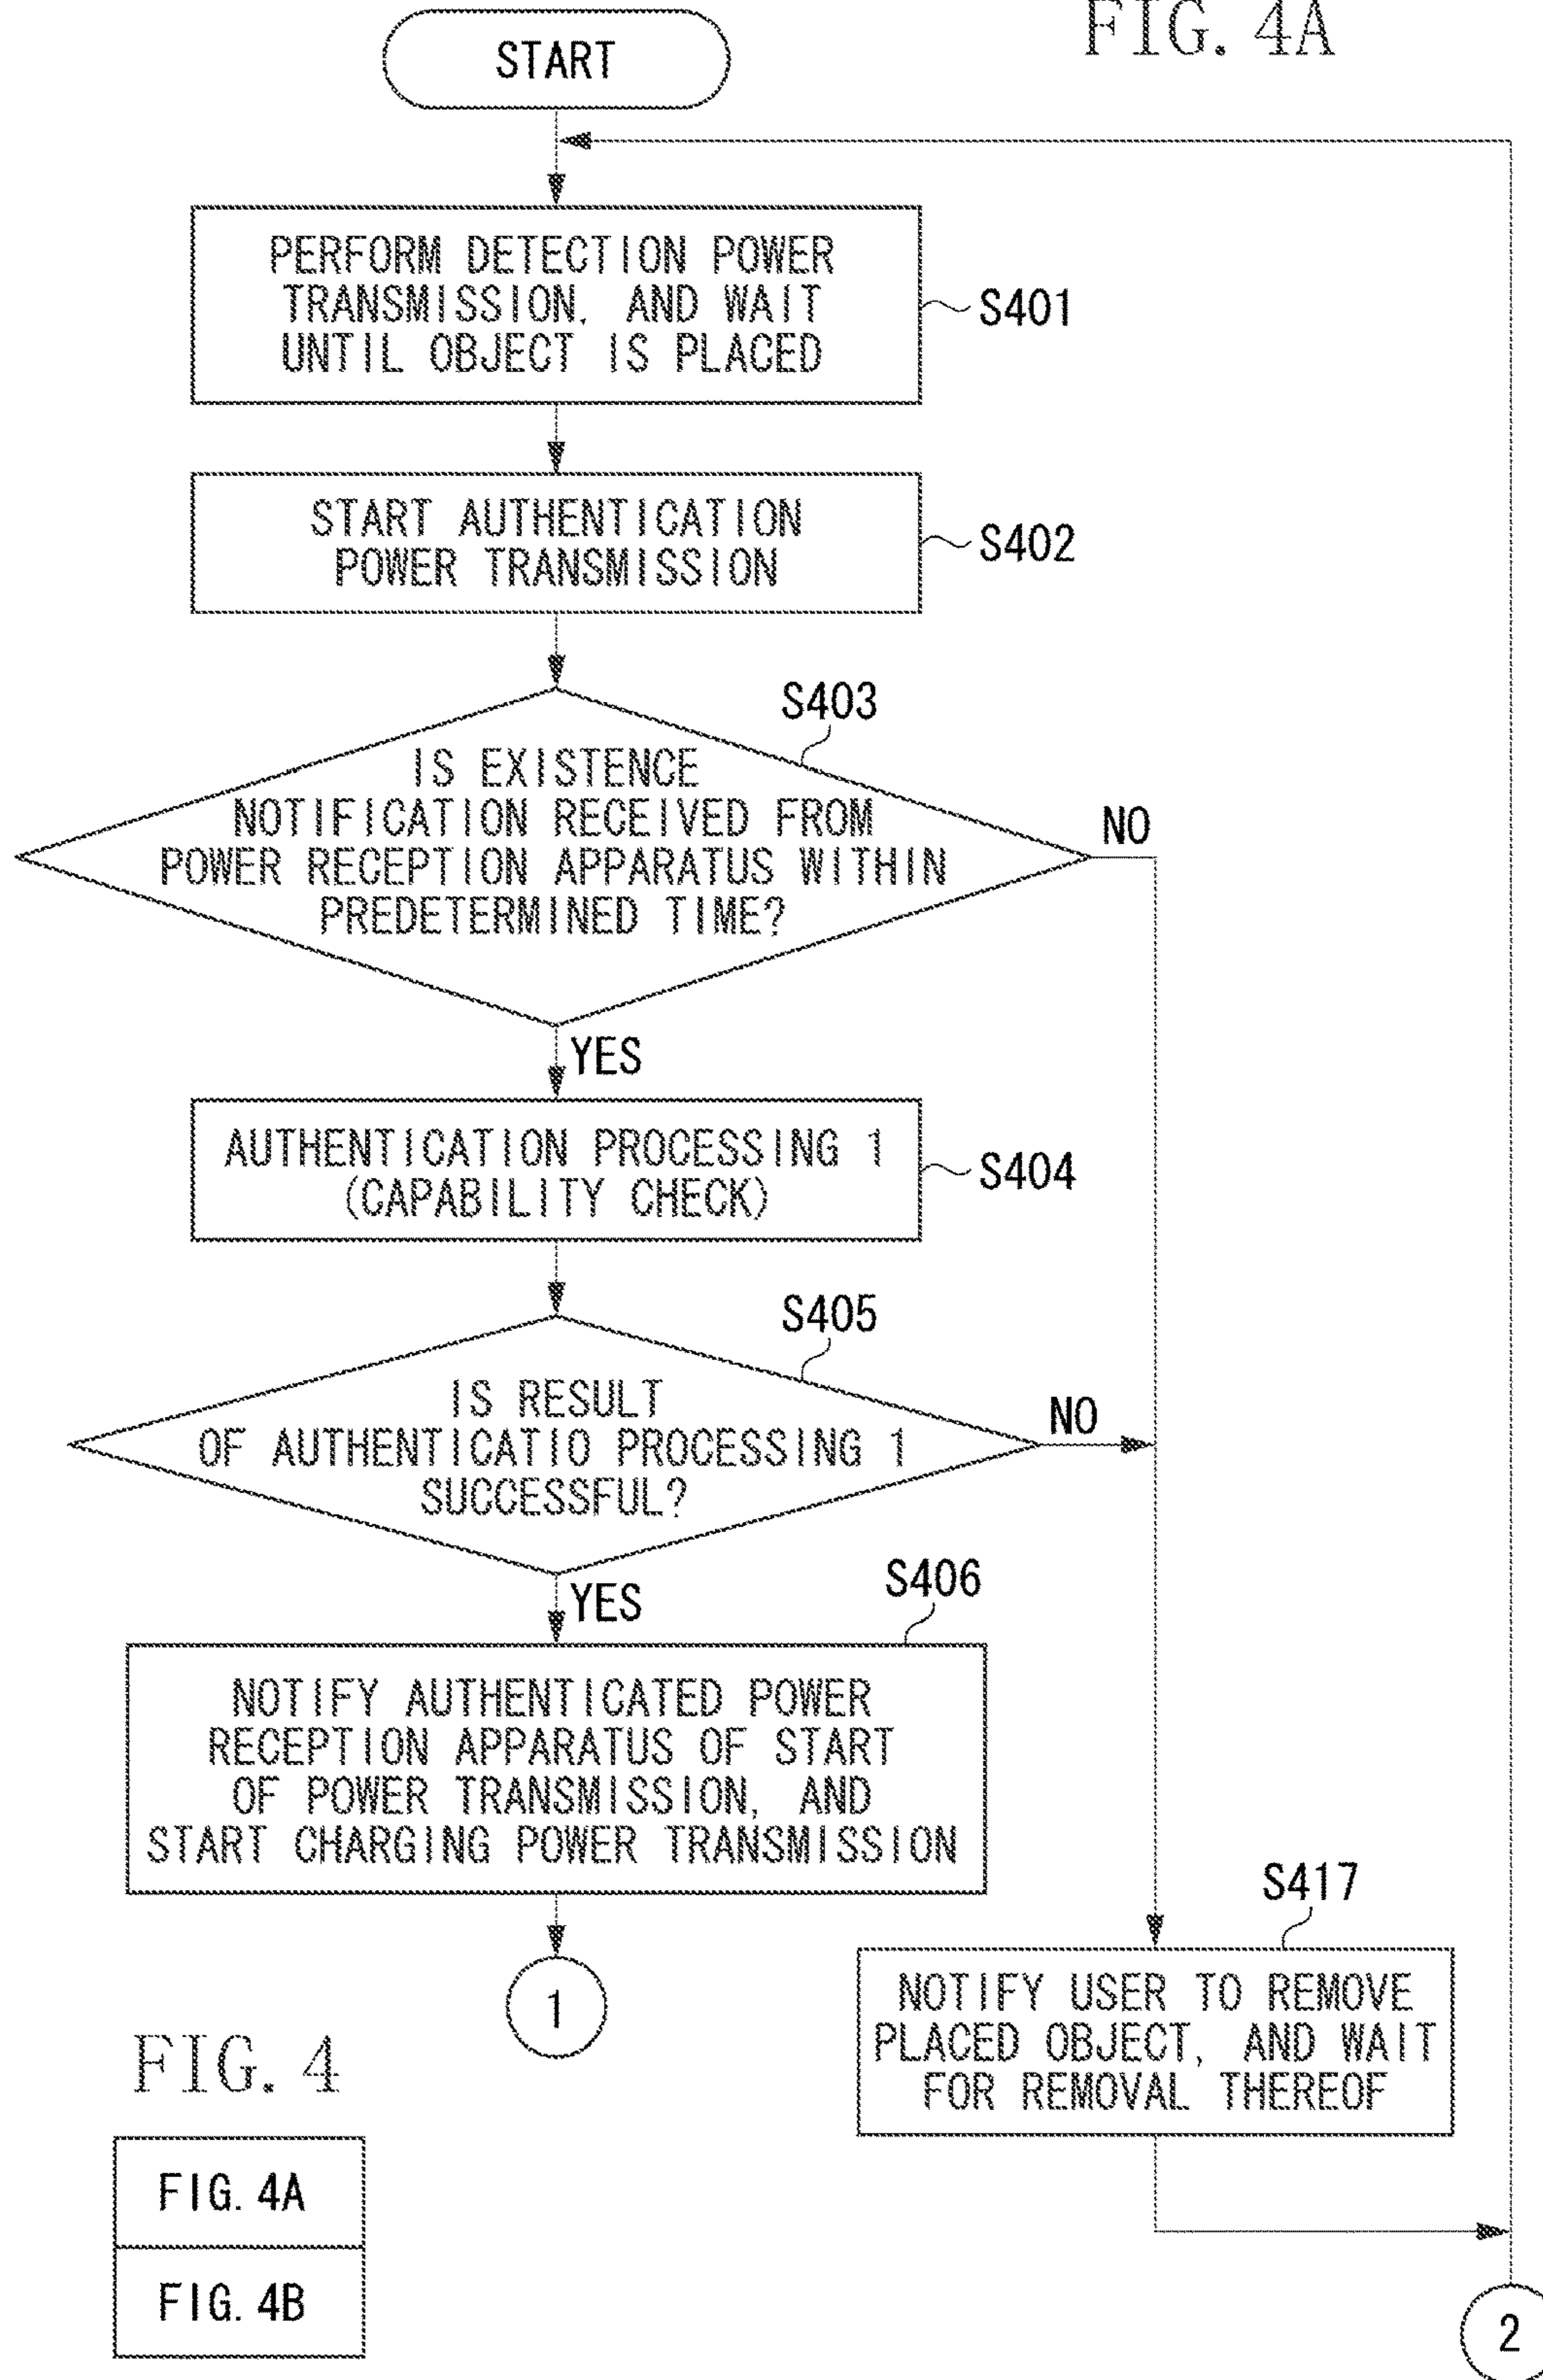 FIG. 4A
START
PERFORM DETECTION POWER
TRANSMISSION, AND WAIT
UNTIL OBJECT IS PLACED
S401
START AUTHENTICATION
POWER TRANSMISSION
S402
S403
IS EXISTENCE
NOTIFICATION RECEIVED FROM
POWER RECEPTION APPARATUS WITHIN
PREDETERMINED TIME?
NO
YES
AUTHENTICATION PROCESSING 1
(CAPABILITY CHECK)
S404
S405
IS RESULT
OF AUTHENTICATIO PROCESSING 1
SUCCESSFUL?
NO
YES
S406
NOTIFY AUTHENTICATED POWER
RECEPTION APPARATUS OF START
OF POWER TRANSMISSION, AND
START CHARGING POWER TRANSMISSION
1
S417
NOTIFY USER TO REMOVE
PLACED OBJECT, AND WAIT
FOR REMOVAL THEREOF
2
FIG. 4
FIG. 4A
FIG. 4B